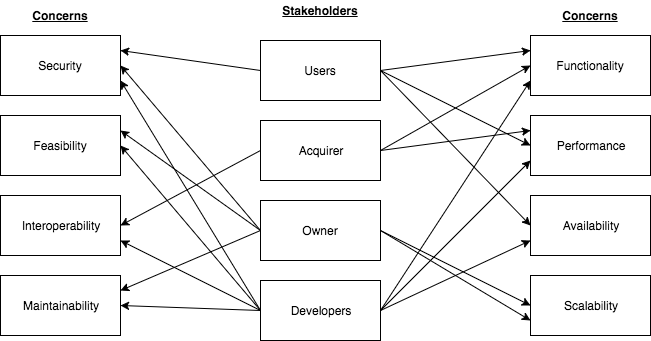 Concerns
Stakeholders
Concerns
Security
Users
Functionality
Feasibility
Acquirer
Performance
Interoperability
Owner
Availability
Maintainability
Developers
Scalability